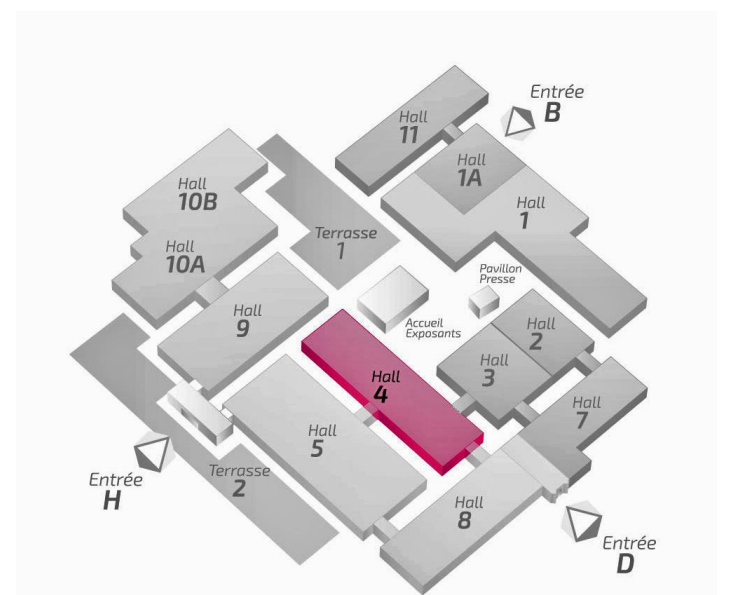 Entrée
B
Hall
11
Hall
1A
Hall
1
Hall
10B
Hall
10A
Terrasse
1
Pavillon
Presse
Accueil
Exposants
Hall
9
Hall
2
Hall
3
Hall
4
Hall
7
Hall
5
Terrasse
2
Hall
8
Entrée
H
Entrée
D